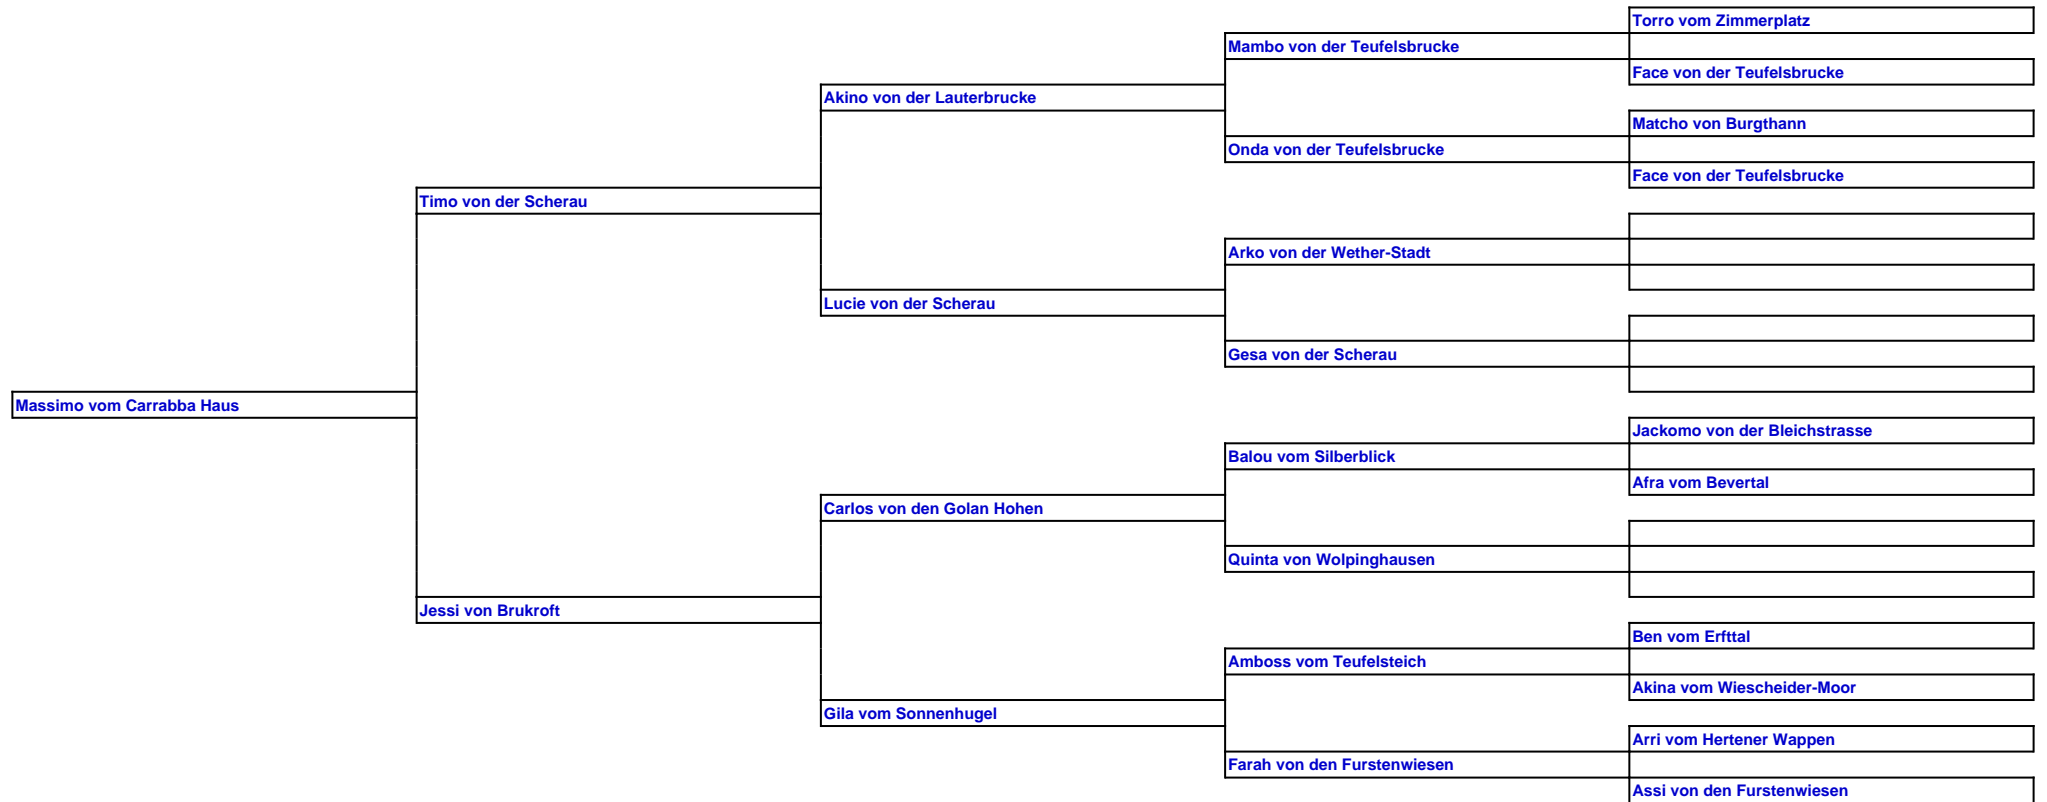 Torro vom Zimmerplatz
Mambo von der Teufelsbrucke
Face von der Teufelsbrucke
Akino von der Lauterbrucke
Matcho von Burgthann
Onda von der Teufelsbrucke
Face von der Teufelsbrucke
Timo von der Scherau
Arko von der Wether-Stadt
Lucie von der Scherau
Gesa von der Scherau
Massimo vom Carrabba Haus
Jackomo von der Bleichstrasse
Balou vom Silberblick
Afra vom Bevertal
Carlos von den Golan Hohen
Quinta von Wolpinghausen
Jessi von Brukroft
Ben vom Erfttal
Amboss vom Teufelsteich
Akina vom Wiescheider-Moor
Gila vom Sonnenhugel
Arri vom Hertener Wappen
Farah von den Furstenwiesen
Assi von den Furstenwiesen